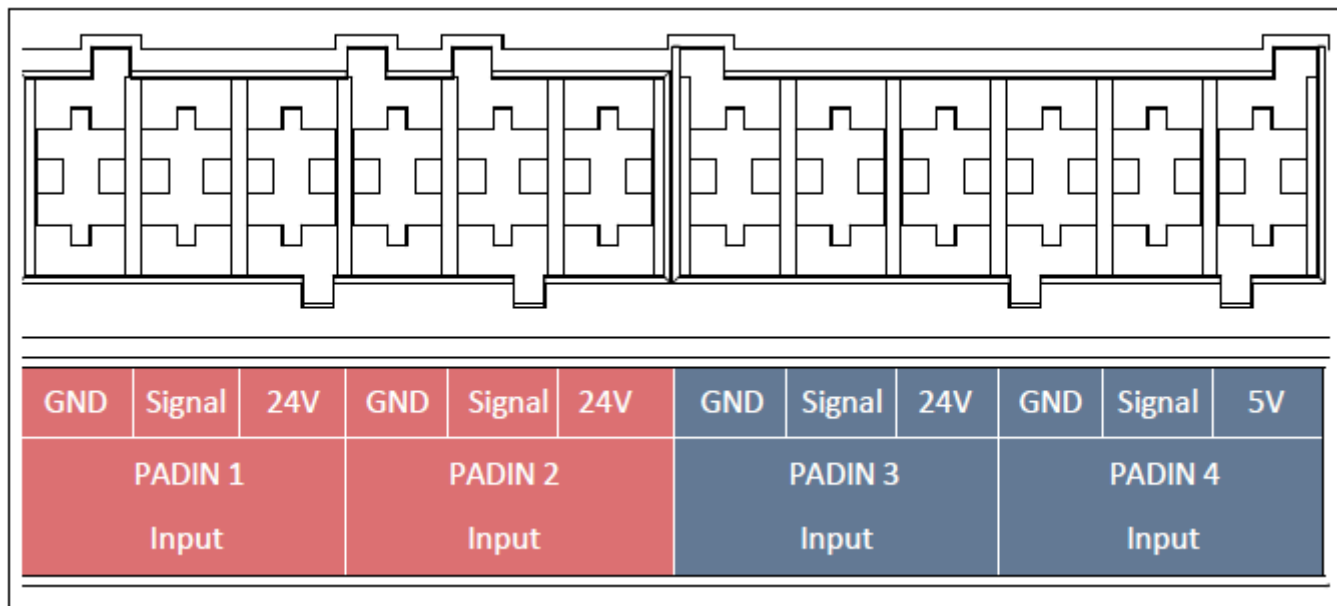 GND Signal 24V GND Signal 24V GND Signal 24V GND Signal 5V
PADIN 1 PADIN 2 PADIN 3 PADIN 4
Input Input Input Input